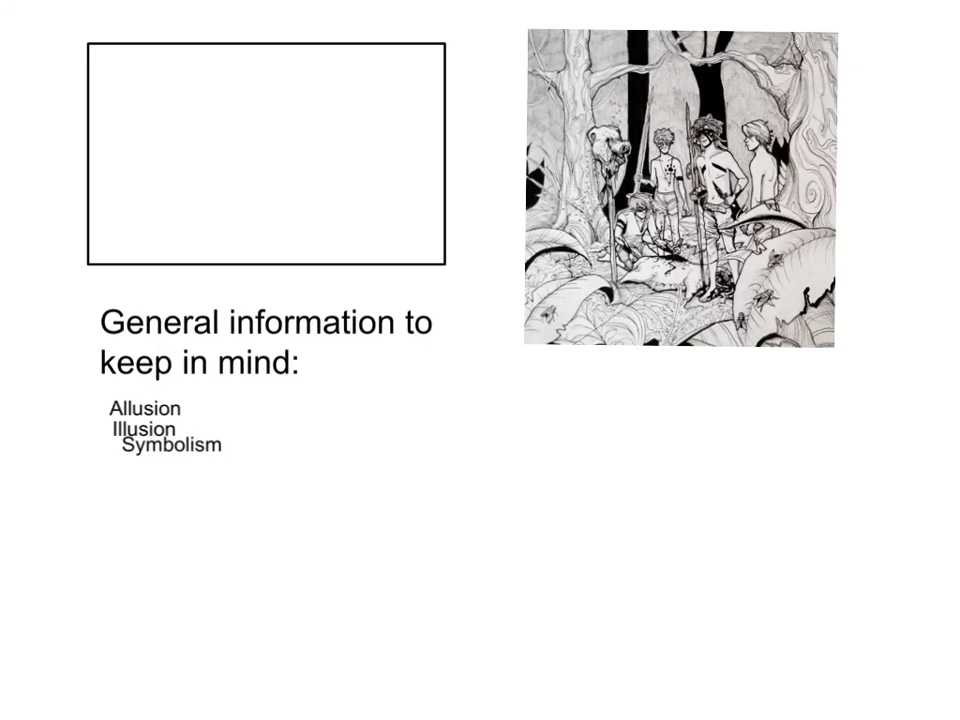 General information to
keep in mind:
Allusion
Illusion
Symbolism